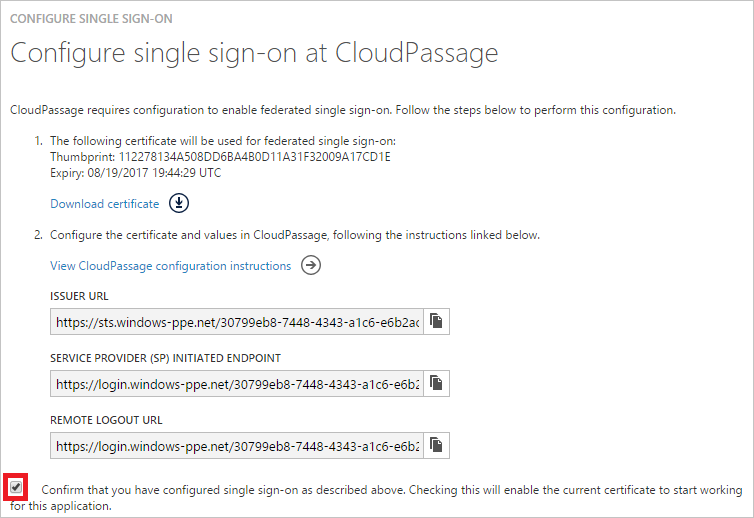 CONFIGURE SINGLE SIGN-ON
Configure single sign-on at CloudPassage
CloudPassage requires configuration to enable federated single sign-on. Follow the steps below to perform this configuration.
1. The following certificate will be used for federated single sign-on:
Thumbprint: 112278134A508DD6BA4B0D11A31F32009A17CD1E
Expiry: 08/19/2017 19:44:29 UTC
Download certificate
2. Configure the certificate and values in CloudPassage, following the instructions linked below.
View CloudPassage configuration instructions
ISSUER URL
https://sts.windows-ppe.net/30799eb8-7448-4343-a1c6-e6b2ac
SERVICE PROVIDER (SP) INITIATED ENDPOINT
https://login.windows-ppe.net/30799eb8-7448-4343-a1c6-e6b2
REMOTE LOGOUT URL
https://login.windows-ppe.net/30799eb8-7448-4343-a1c6-e6b2
Confirm that you have configured single sign-on as described above. Checking this will enable the current certificate to start working
for this application.